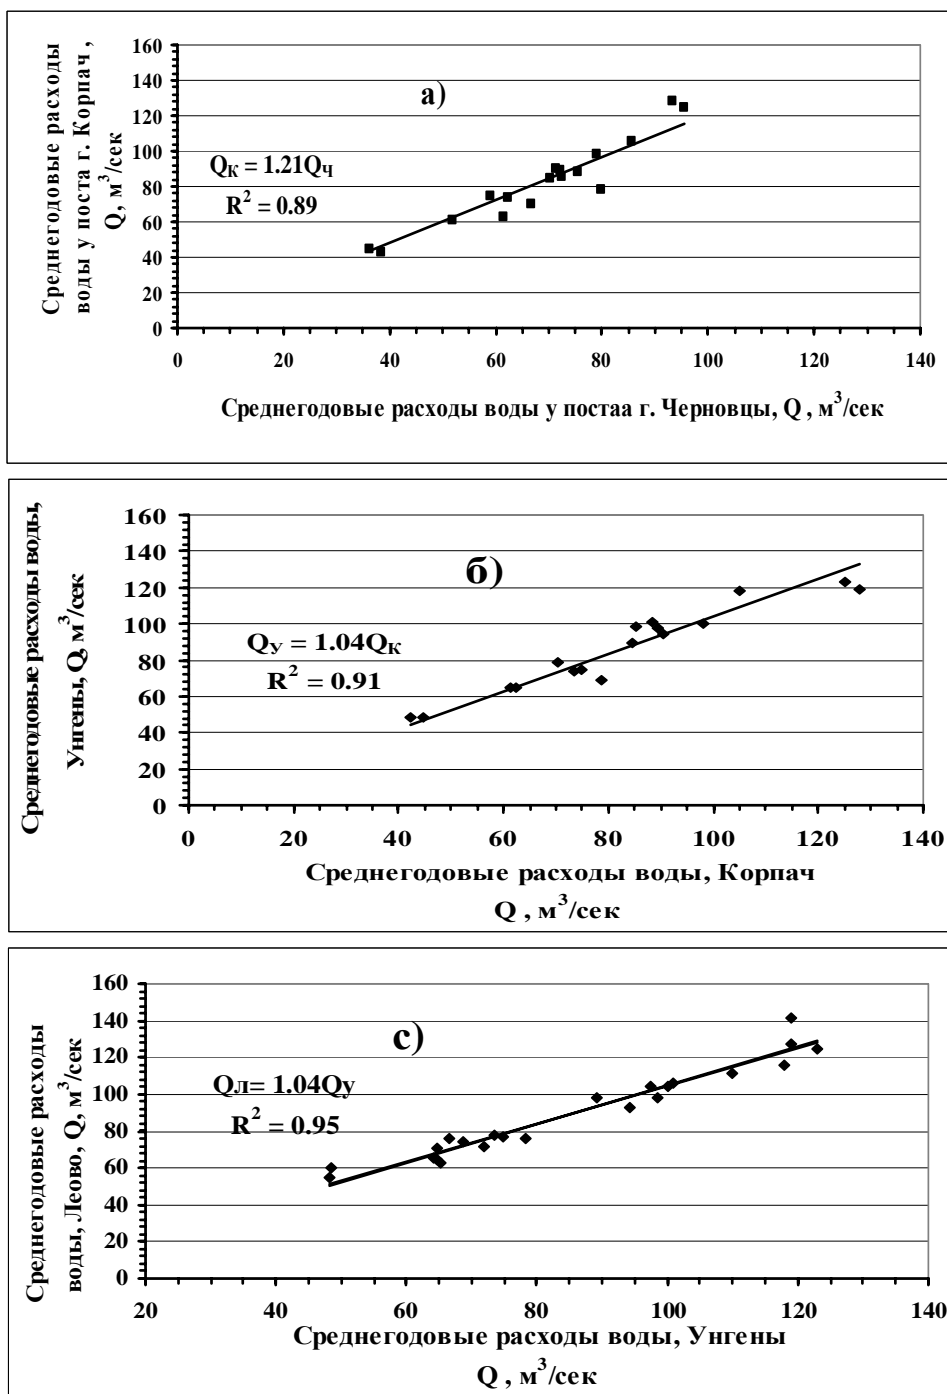 Среднегодовые расходы
воды у поста г. Корпач ,
Q, м³/сек
160
140
120
100
80
60
40
20
0
а)
Qк = 1.21Qч
R² = 0.89
0 20 40 60 80 100 120 140
Среднегодовые расходы воды у постаа г. Черновцы, Q , м³/сек
Среднегодовые расходы воды,
Унгены, Q, м³/сек
160
140
120
100
80
60
40
20
0
б)
Qу = 1.04Qк
R² = 0.91
0 20 40 60 80 100 120 140
Среднегодовые расходы воды, Корпач
Q , м³/сек
Среднегодовые расходы
воды, Леово, Q, м³/сек
160
140
120
100
80
60
40
20
0
с)
Qл= 1.04Qу
R² = 0.95
20 40 60 80 100 120 140
Среднегодовые расходы воды, Унгены
Q , м³/сек